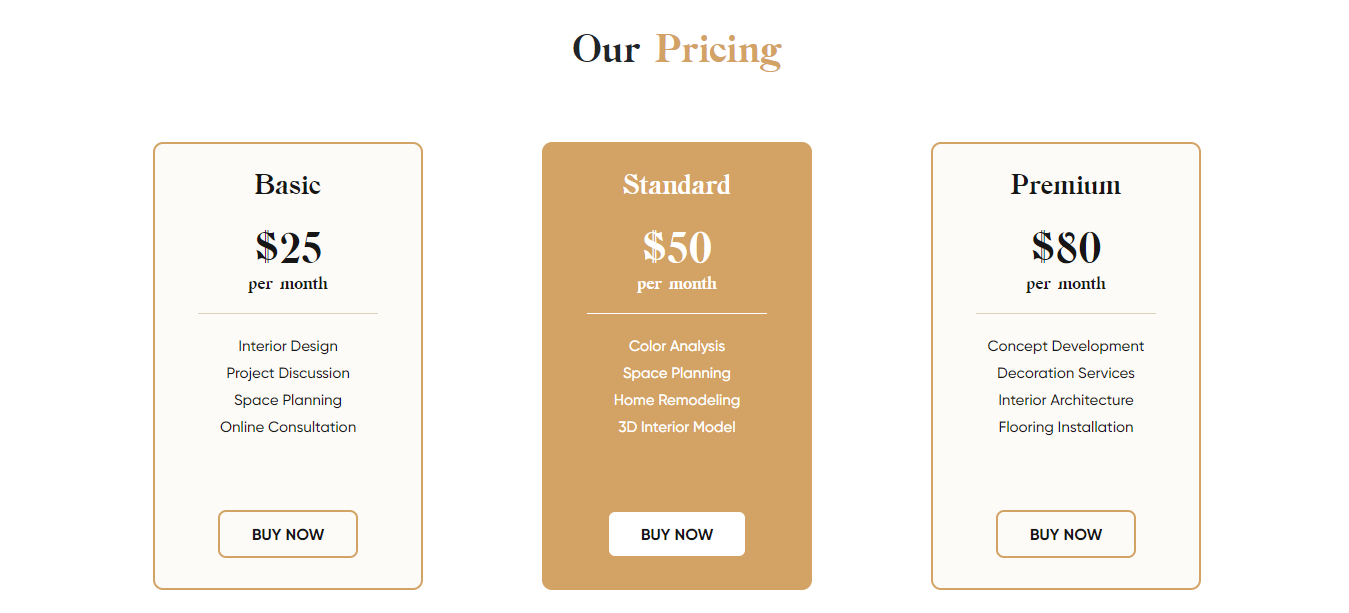 Our Pricing
Basic
$25
per month
Interior Design
Project Discussion
Space Planning
Online Consultation
BUY NOW
Standard
$50
per month
Color Analysis
Space Planning
Home Remodeling
3D Interior Model
BUY NOW
Premium
$80
per month
Concept Development
Decoration Services
Interior Architecture
Flooring Installation
BUY NOW